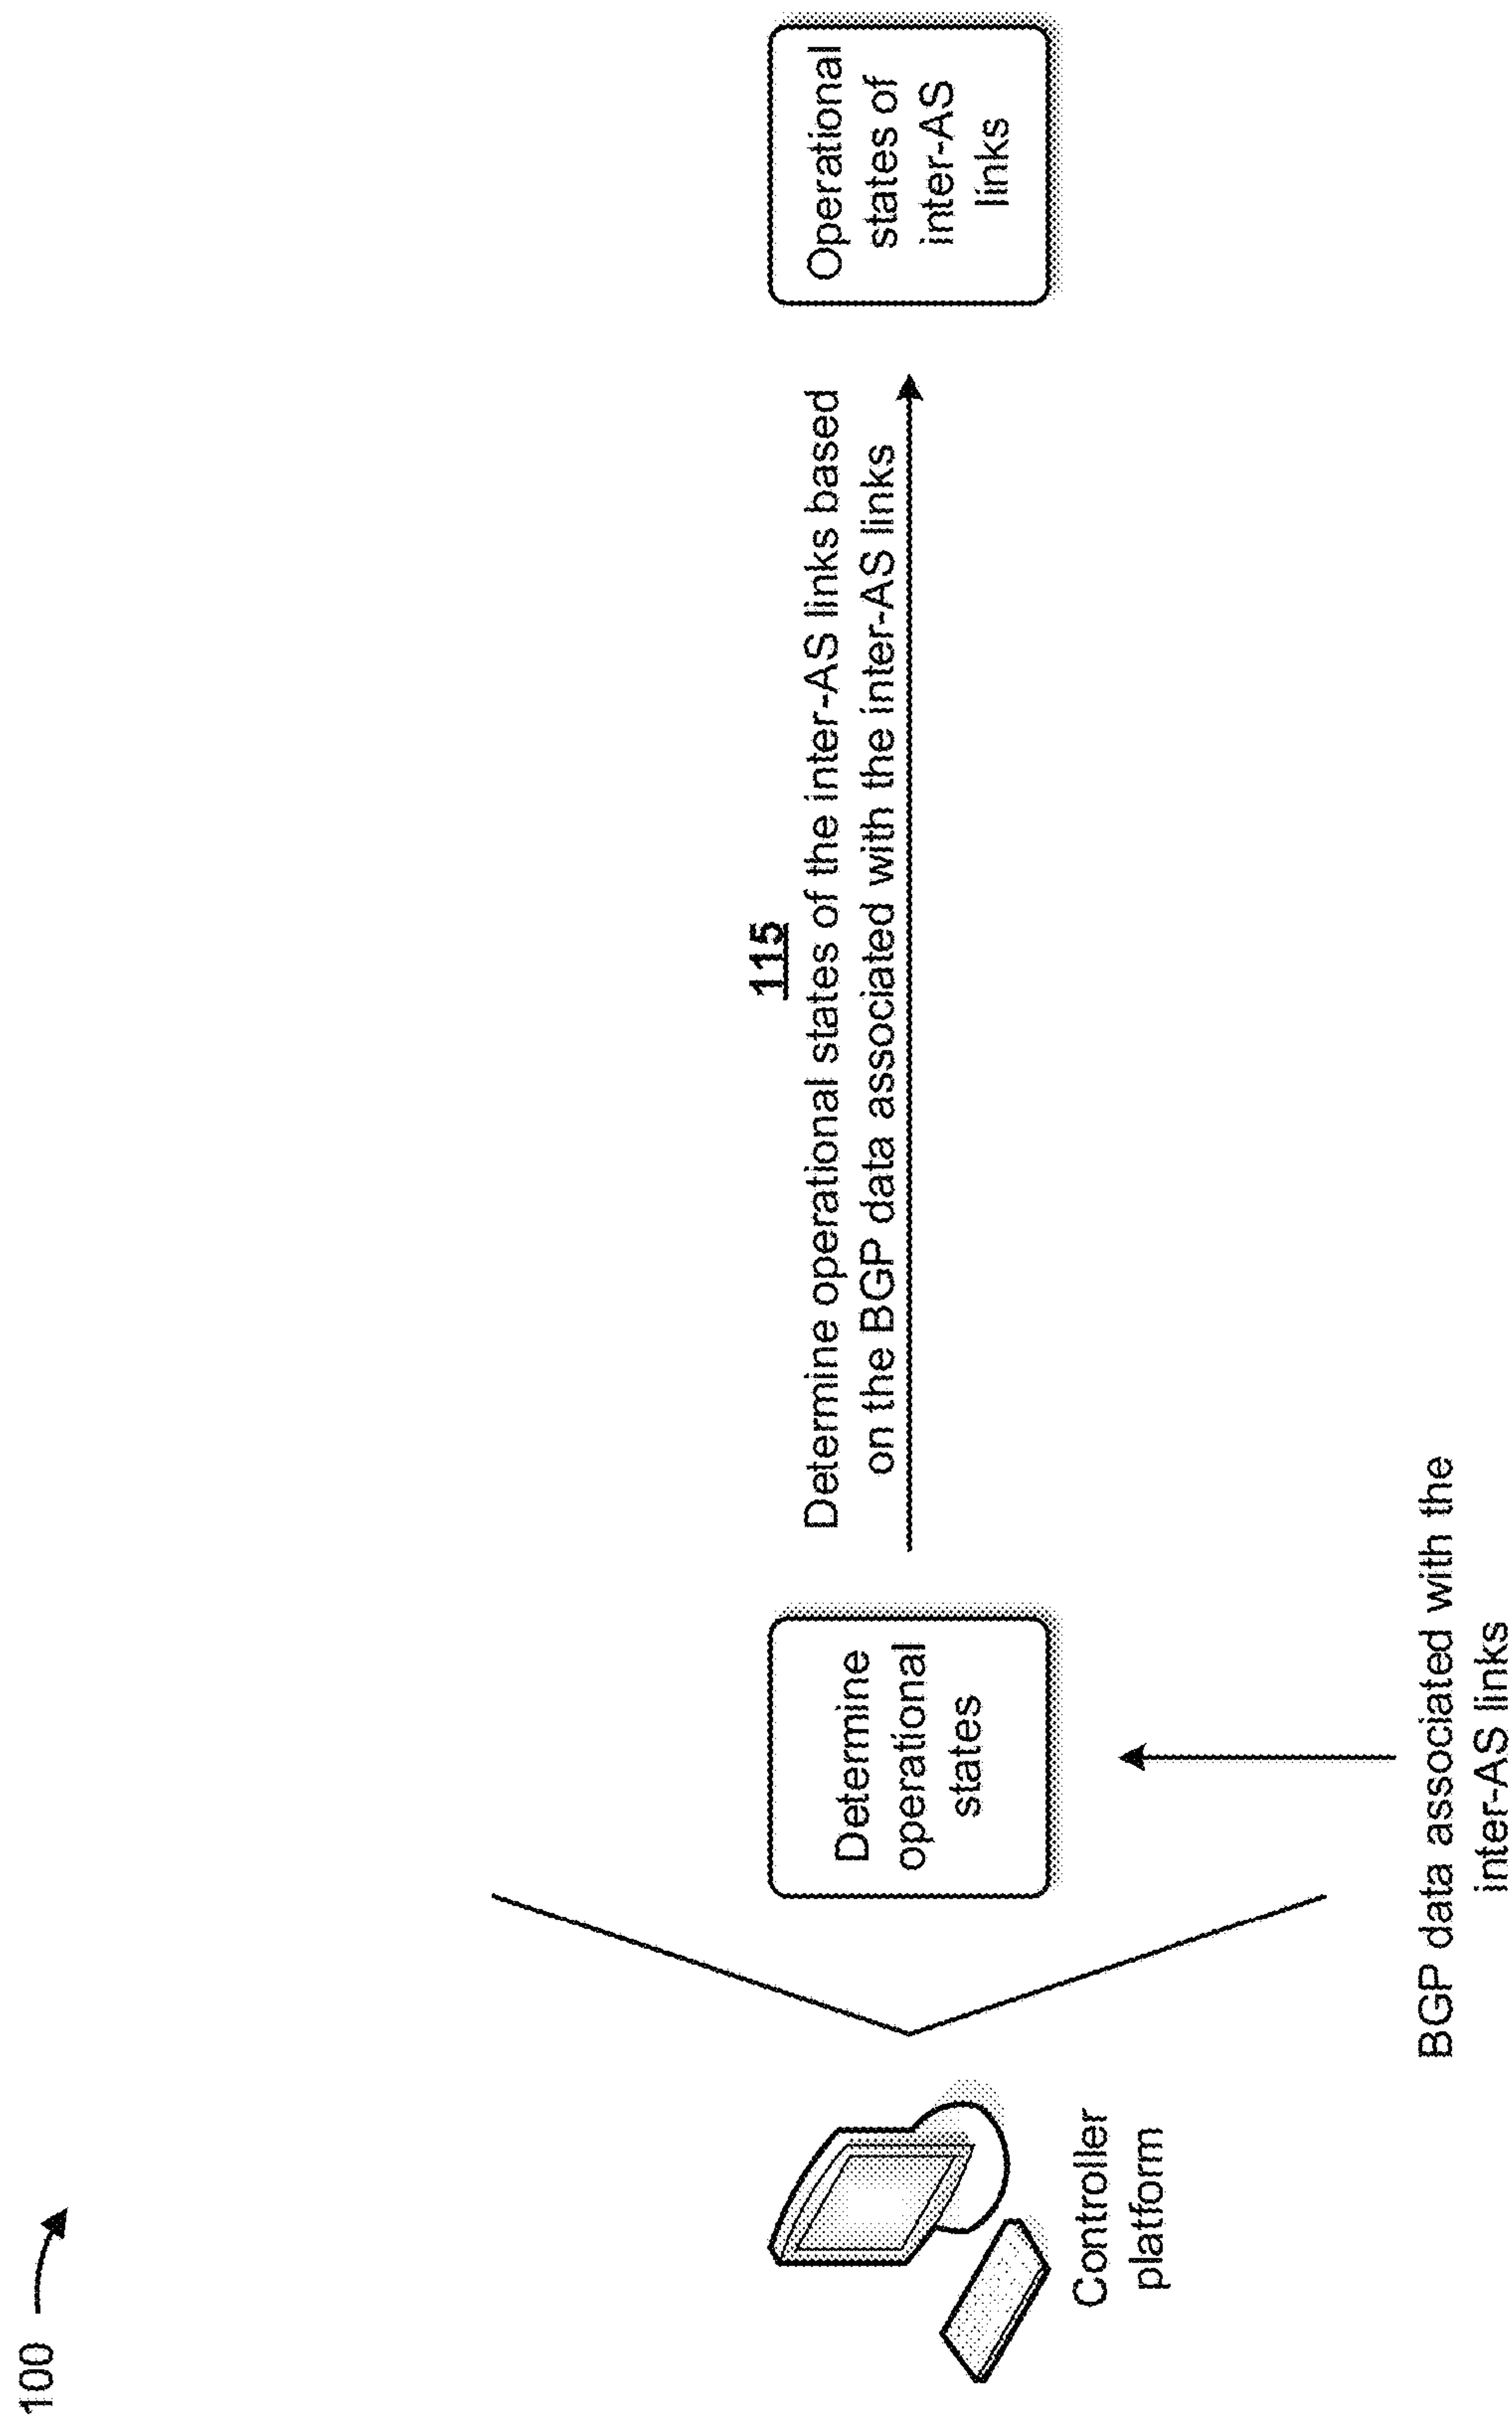 100
115
Determine operational states of the inter-AS links based
on the BGP data associated with the inter-AS links
Controller
platform
Determine
operational
states
Operational
states of
inter-AS
links
BGP data associated with the
inter-AS links